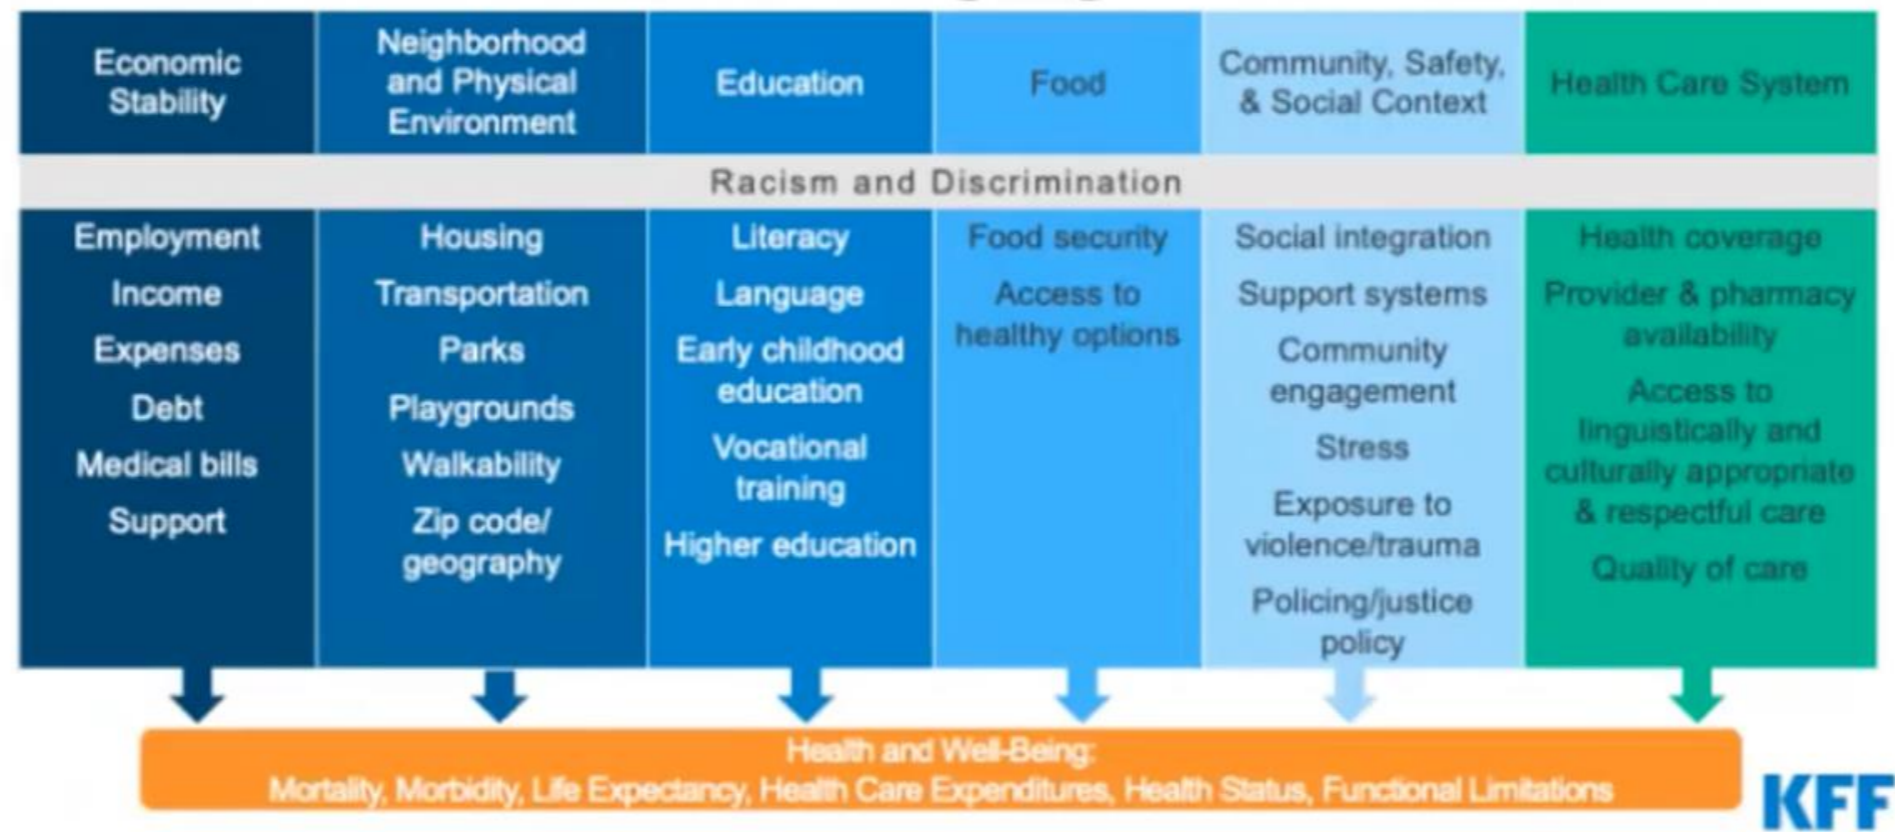 Economic
Stability
Neighborhood
and Physical
Environment
Education
Food
Community, Safety,
& Social Context
Health Care System
Racism and Discrimination
Employment
Income
Expenses
Debt
Medical bills
Support
Housing
Transportation
Parks
Playgrounds
Walkability
Zip code/
geography
Literacy
Language
Early childhood
education
Vocational
training
Higher education
Food security
Access to
healthy options
Social integration
Support systems
Community
engagement
Stress
Exposure to
violence/trauma
Policing/justice
policy
Health coverage
Provider & pharmacy
availability
Access to
linguistically and
culturally appropriate
& respectful care
Quality of care
Health and Well-Being:
Mortality, Morbidity, Life Expectancy, Health Care Expenditures, Health Status, Functional Limitations
KFF